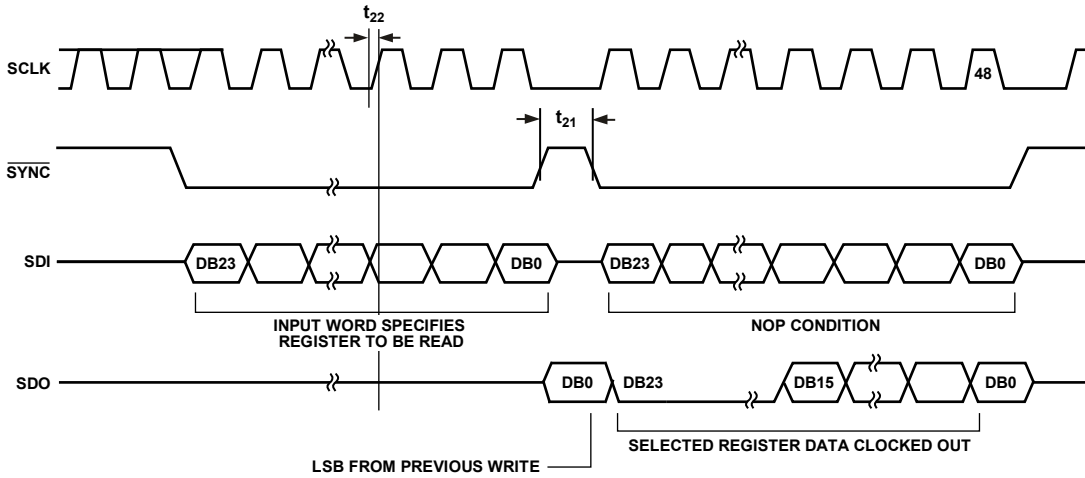 t22
SCLK
48
t21
SYNC
SDI
DB23
DB0
DB23
DB0
INPUT WORD SPECIFIES
REGISTER TO BE READ
NOP CONDITION
SDO
DB0
DB23
DB15
DB0
SELECTED REGISTER DATA CLOCKED OUT
LSB FROM PREVIOUS WRITE